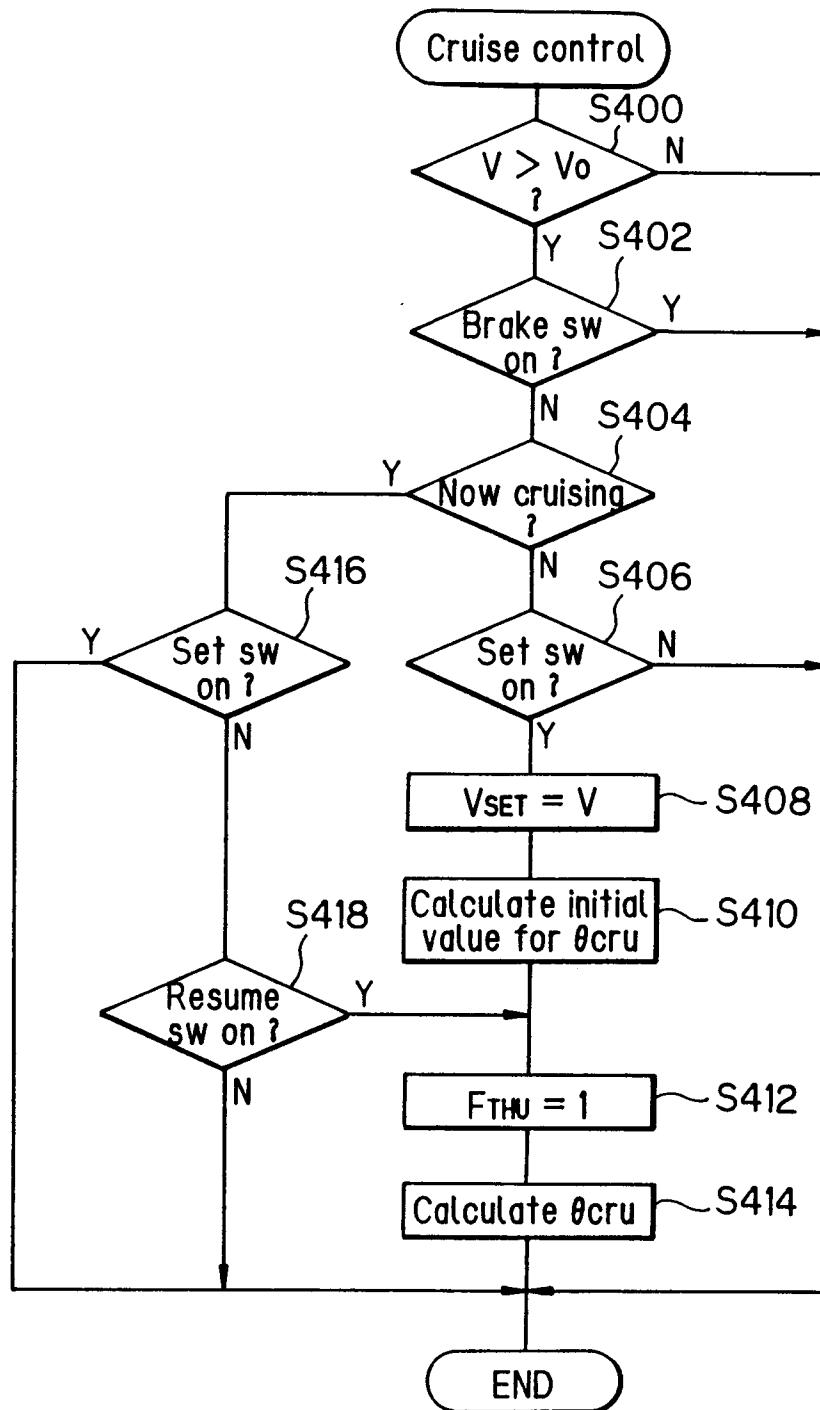 Cruise control
S400
V > Vo
?
N
Y
S402
Brake sw
on ?
Y
N
S404
Now cruising
?
Y
N
S416
Set sw
on ?
Y
N
S406
Set sw
on ?
N
Y
VSET = V
S408
Calculate initial
value for θcru
S410
S418
Resume
sw on ?
Y
N
FTHU = 1
S412
Calculate θcru
S414
END